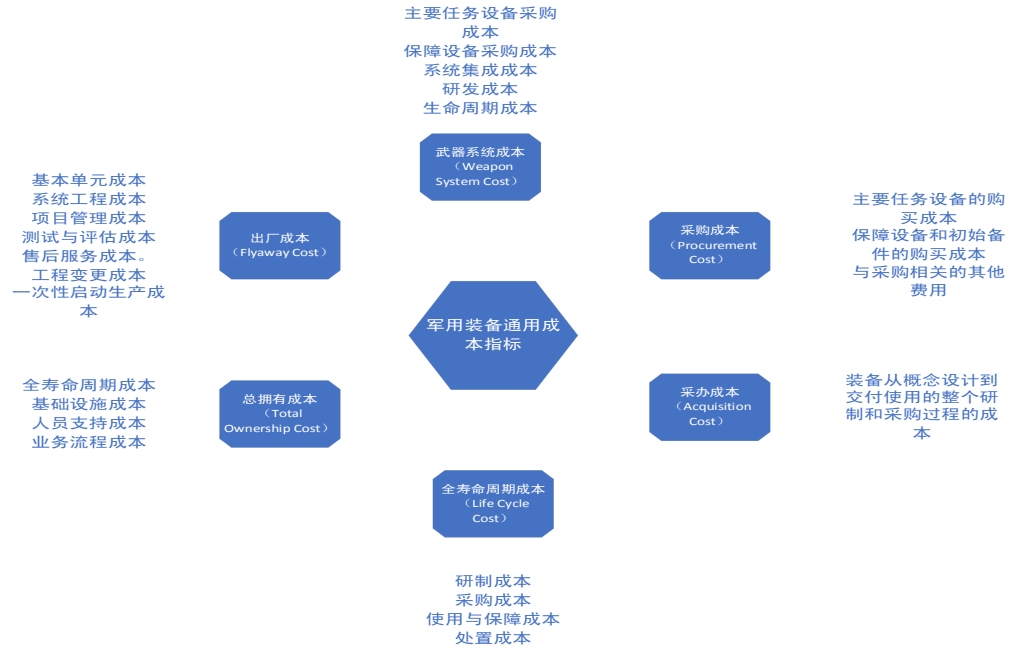 主要任务设备采购
成本
保障设备采购成本
系统集成成本
研发成本
生命周期成本
武器系统成本
（Weapon
System Cost）
基本单元成本
系统工程成本
项目管理成本
测试与评估成本
售后服务成本。
工程变更成本
一次性启动生产成
本
出厂成本
（Flyaway Cost）
采购成本
（Procurement
Cost）
主要任务设备的购
买成本
保障设备和初始备
件的购买成本
与采购相关的其他
费用
军用装备通用成
本指标
全寿命周期成本
基础设施成本
人员支持成本
业务流程成本
总拥有成本
（Total
Ownership Cost）
采办成本
（Acquisition
Cost）
装备从概念设计到
交付使用的整个研
制和采购过程的成
本
全寿命周期成本
（Life Cycle
Cost）
研制成本
采购成本
使用与保障成本
处置成本